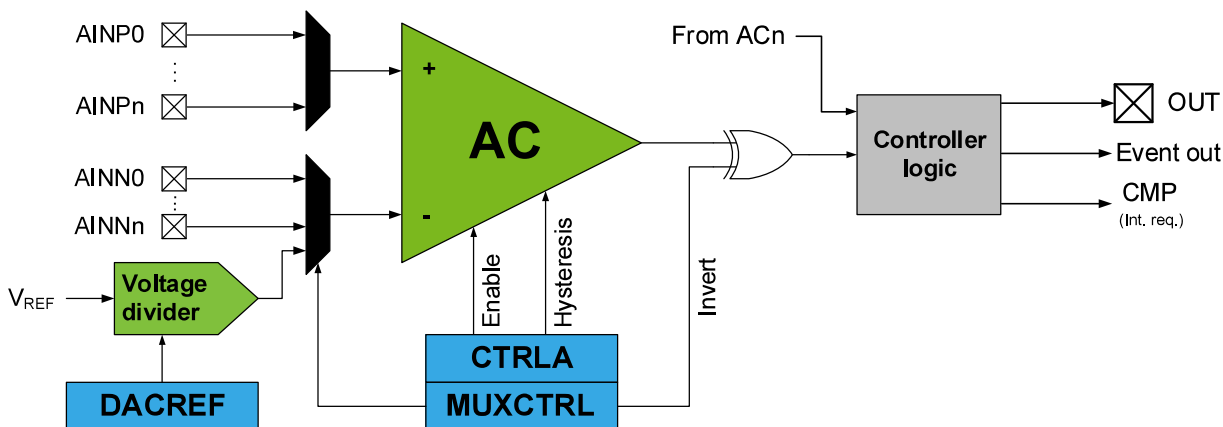 AINP0
AINPn
AINN0
AINNn
VREF
Voltage
divider
DACREF
+
AC
-
Enable
Hysteresis
CTRLA
MUXCTRL
Invert
From ACn
Controller
logic
OUT
Event out
CMP
(Int. req.)